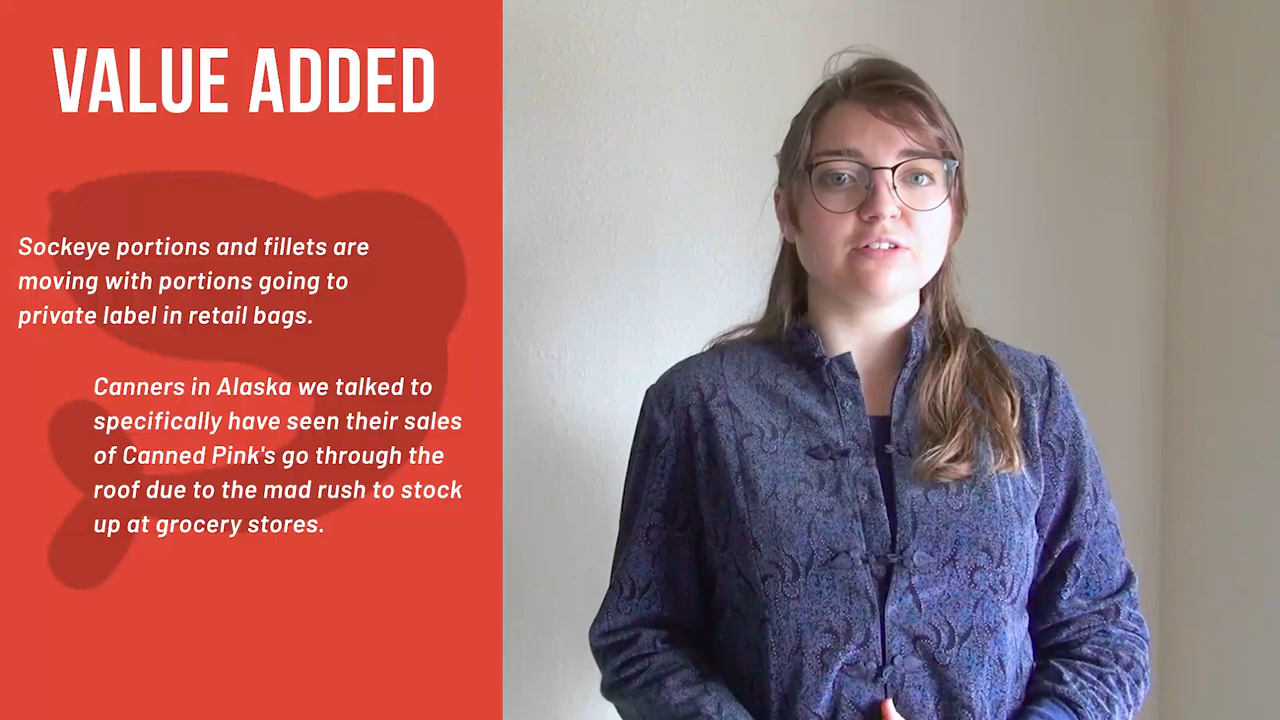 VALUE ADDED
Sockeye portions and fillets are
moving with portions going to
private label in retail bags.
Canners in Alaska we talked to
specifically have seen their sales
of Canned Pink's go through the
roof due to the mad rush to stock
up at grocery stores.